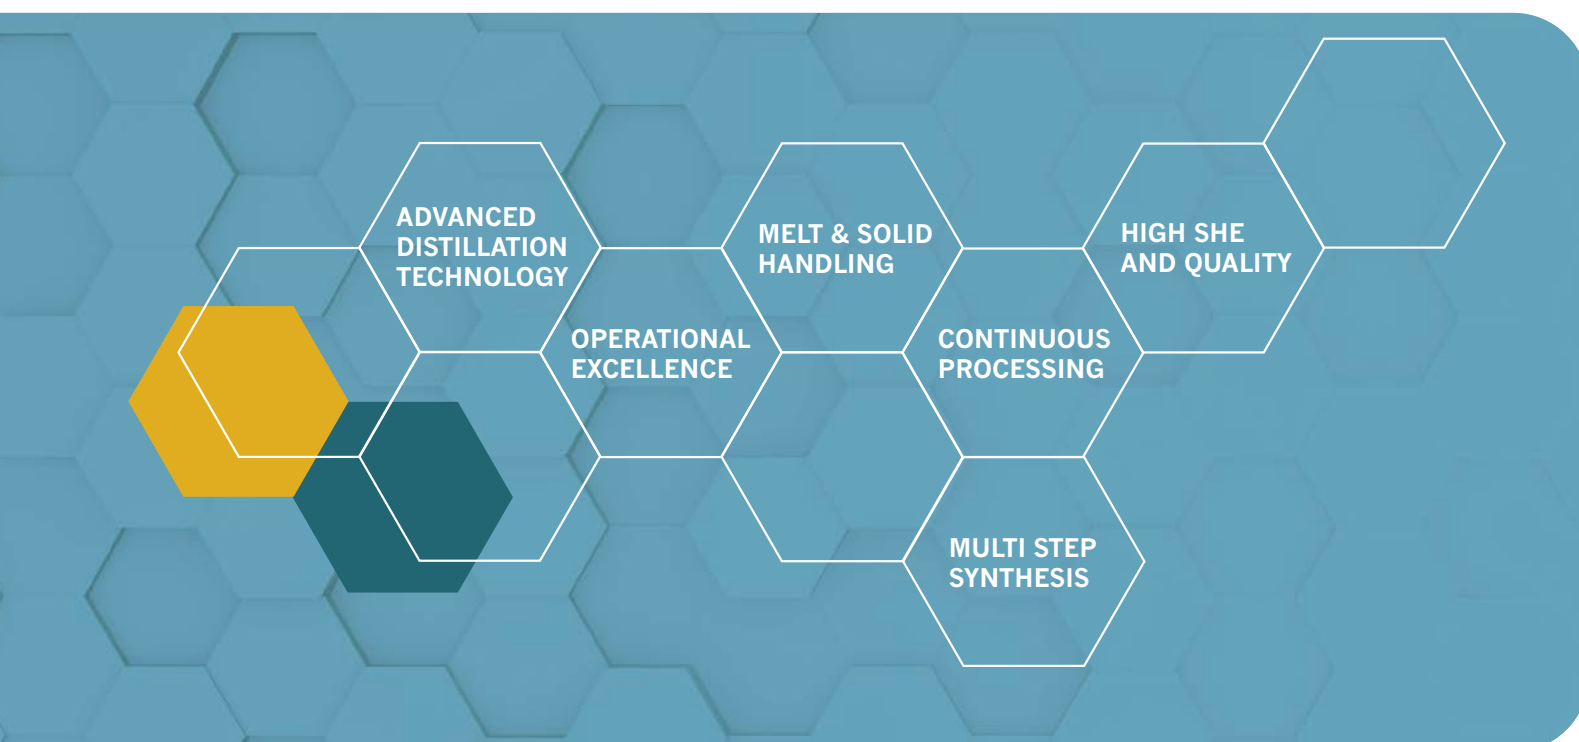 ADVANCED
DISTILLATION
TECHNOLOGY
OPERATIONAL
EXCELLENCE
MELT & SOLID
HANDLING
CONTINUOUS
PROCESSING
HIGH SHE
AND QUALITY
MULTI STEP
SYNTHESIS